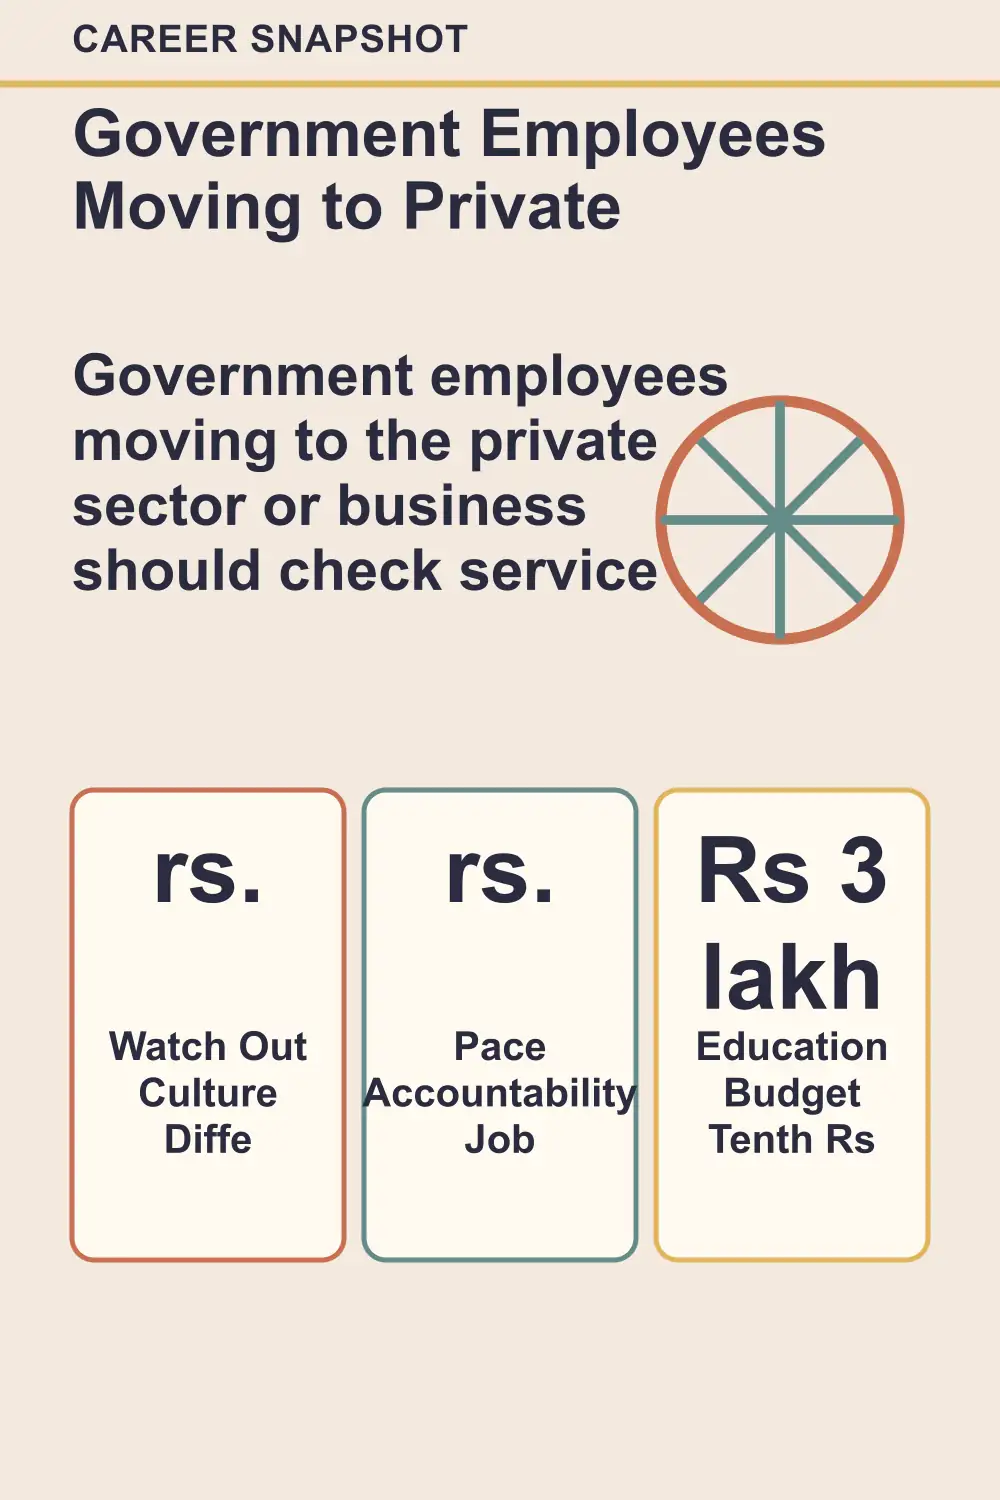 CAREER SNAPSHOT
Government Employees
Moving to Private
Government employees
moving to the private
sector or business
should check service
rs.
Watch Out
Culture
Diffe
rs.
Pace
Accountability
Job
Rs 3
lakh
Education
Budget
Tenth Rs